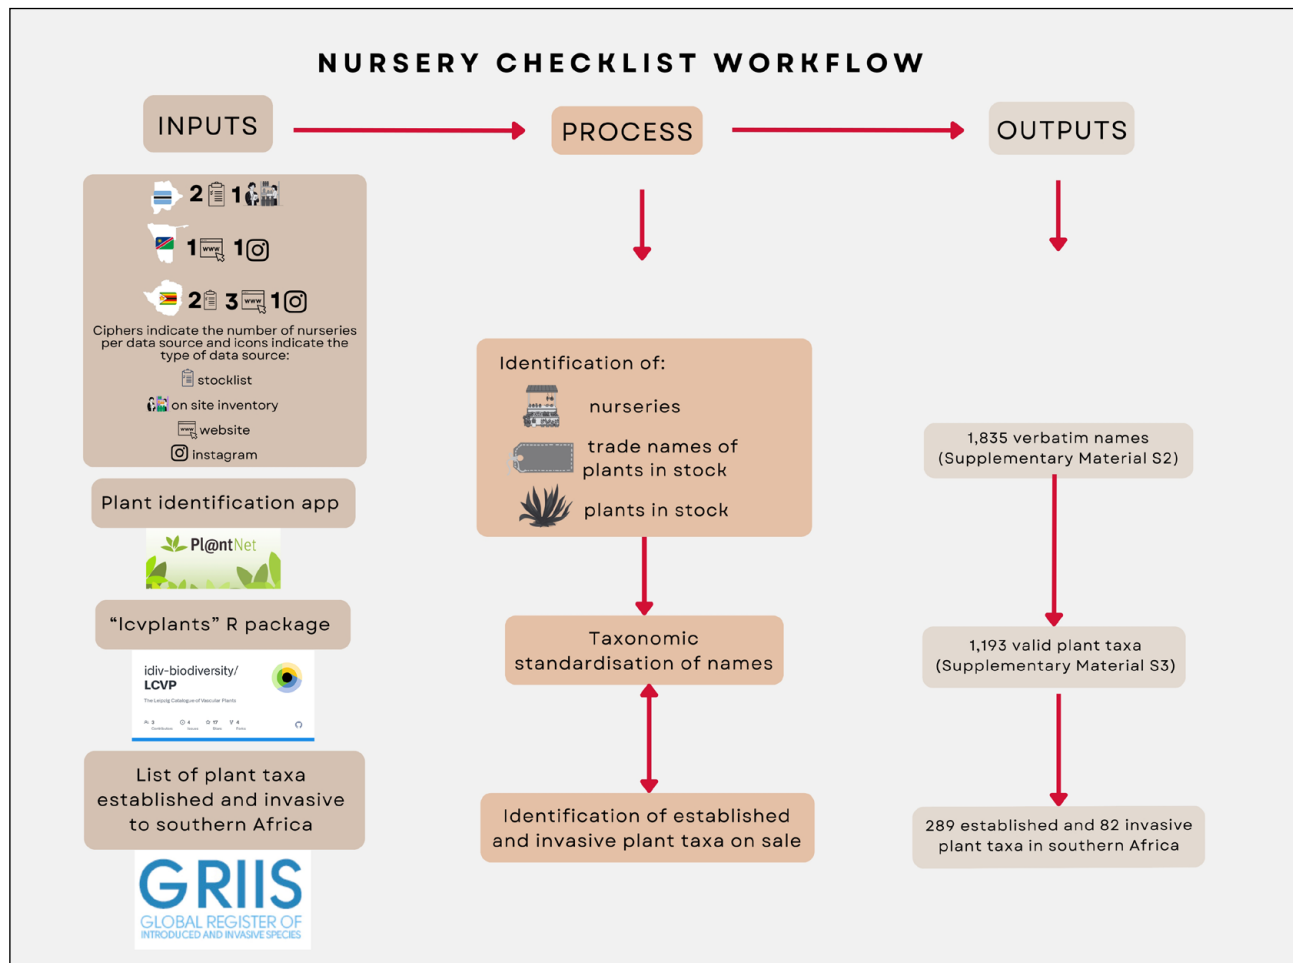 NURSERY CHECKLIST WORKFLOW
INPUTS
PROCESS
OUTPUTS
2 1
1 www 1
2 3 www 1
Ciphers indicate the number of nurseries
per data source and icons indicate the
type of data source:
stocklist
on site inventory
www website
instagram
Plant identification app
Pl@ntNet
“lcvplants” R package
idiv-biodiversity/
LCVP
The Leipzig Catalogue of Vascular Plants
List of plant taxa
established and invasive
to southern Africa
GRIIS
GLOBAL REGISTER OF
INTRODUCED AND INVASIVE SPECIES
Identification of:
nurseries
trade names of
plants in stock
plants in stock
Taxonomic
standardisation of names
Identification of established
and invasive plant taxa on sale
1,835 verbatim names
(Supplementary Material S2)
1,193 valid plant taxa
(Supplementary Material S3)
289 established and 82 invasive
plant taxa in southern Africa